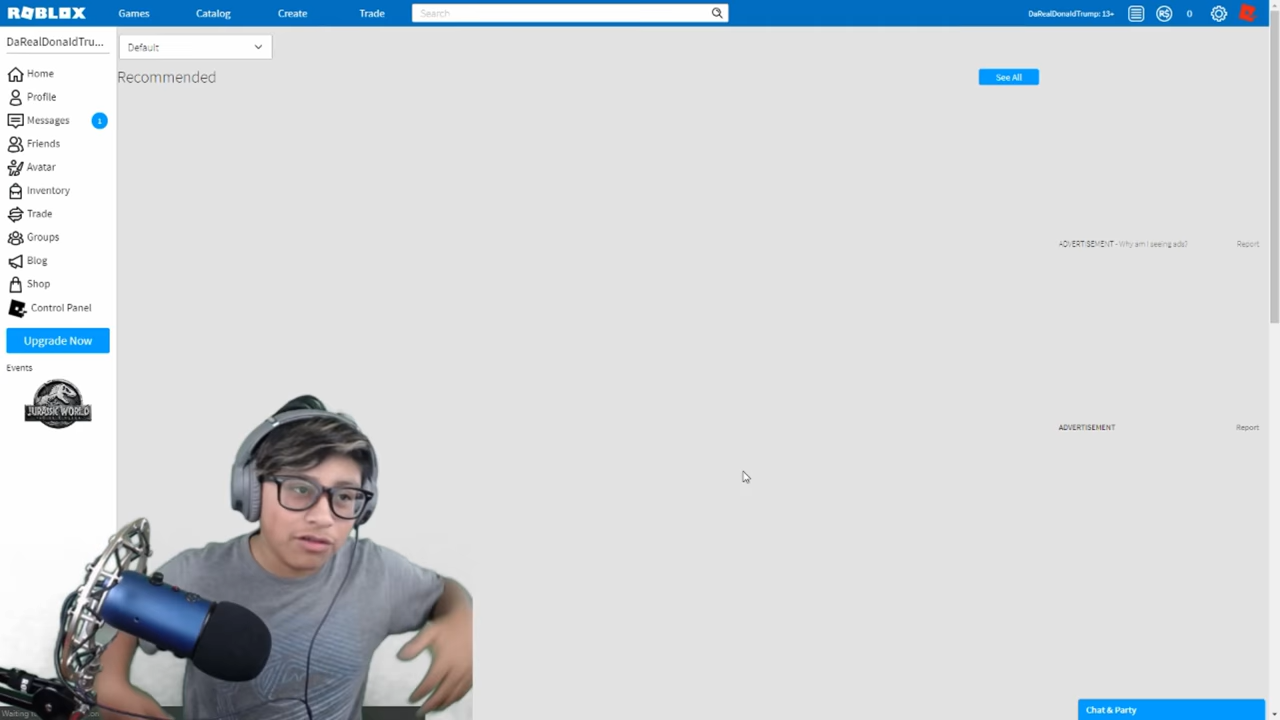 ROBLOX Games Catalog Create Trade Search DaRealDonaldTrump: 13+ R$ 0
DaRealDonaldTru... Default
Recommended See All
Home
Profile
Messages 1
Friends
Avatar
Inventory
Trade
Groups
ADVERTISEMENT - Why am I seeing ads? Report
Blog
Shop
Control Panel
Upgrade Now
Events
JURASSIC WORLD
ADVERTISEMENT Report
Chat & Party
Waiting